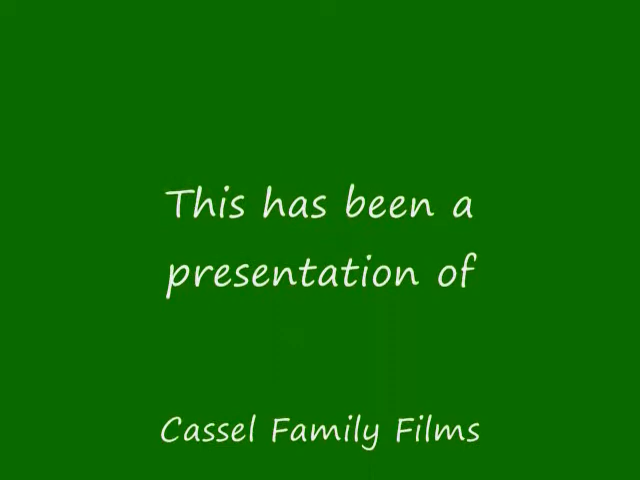 This has been a
presentation of
Cassel Family Films